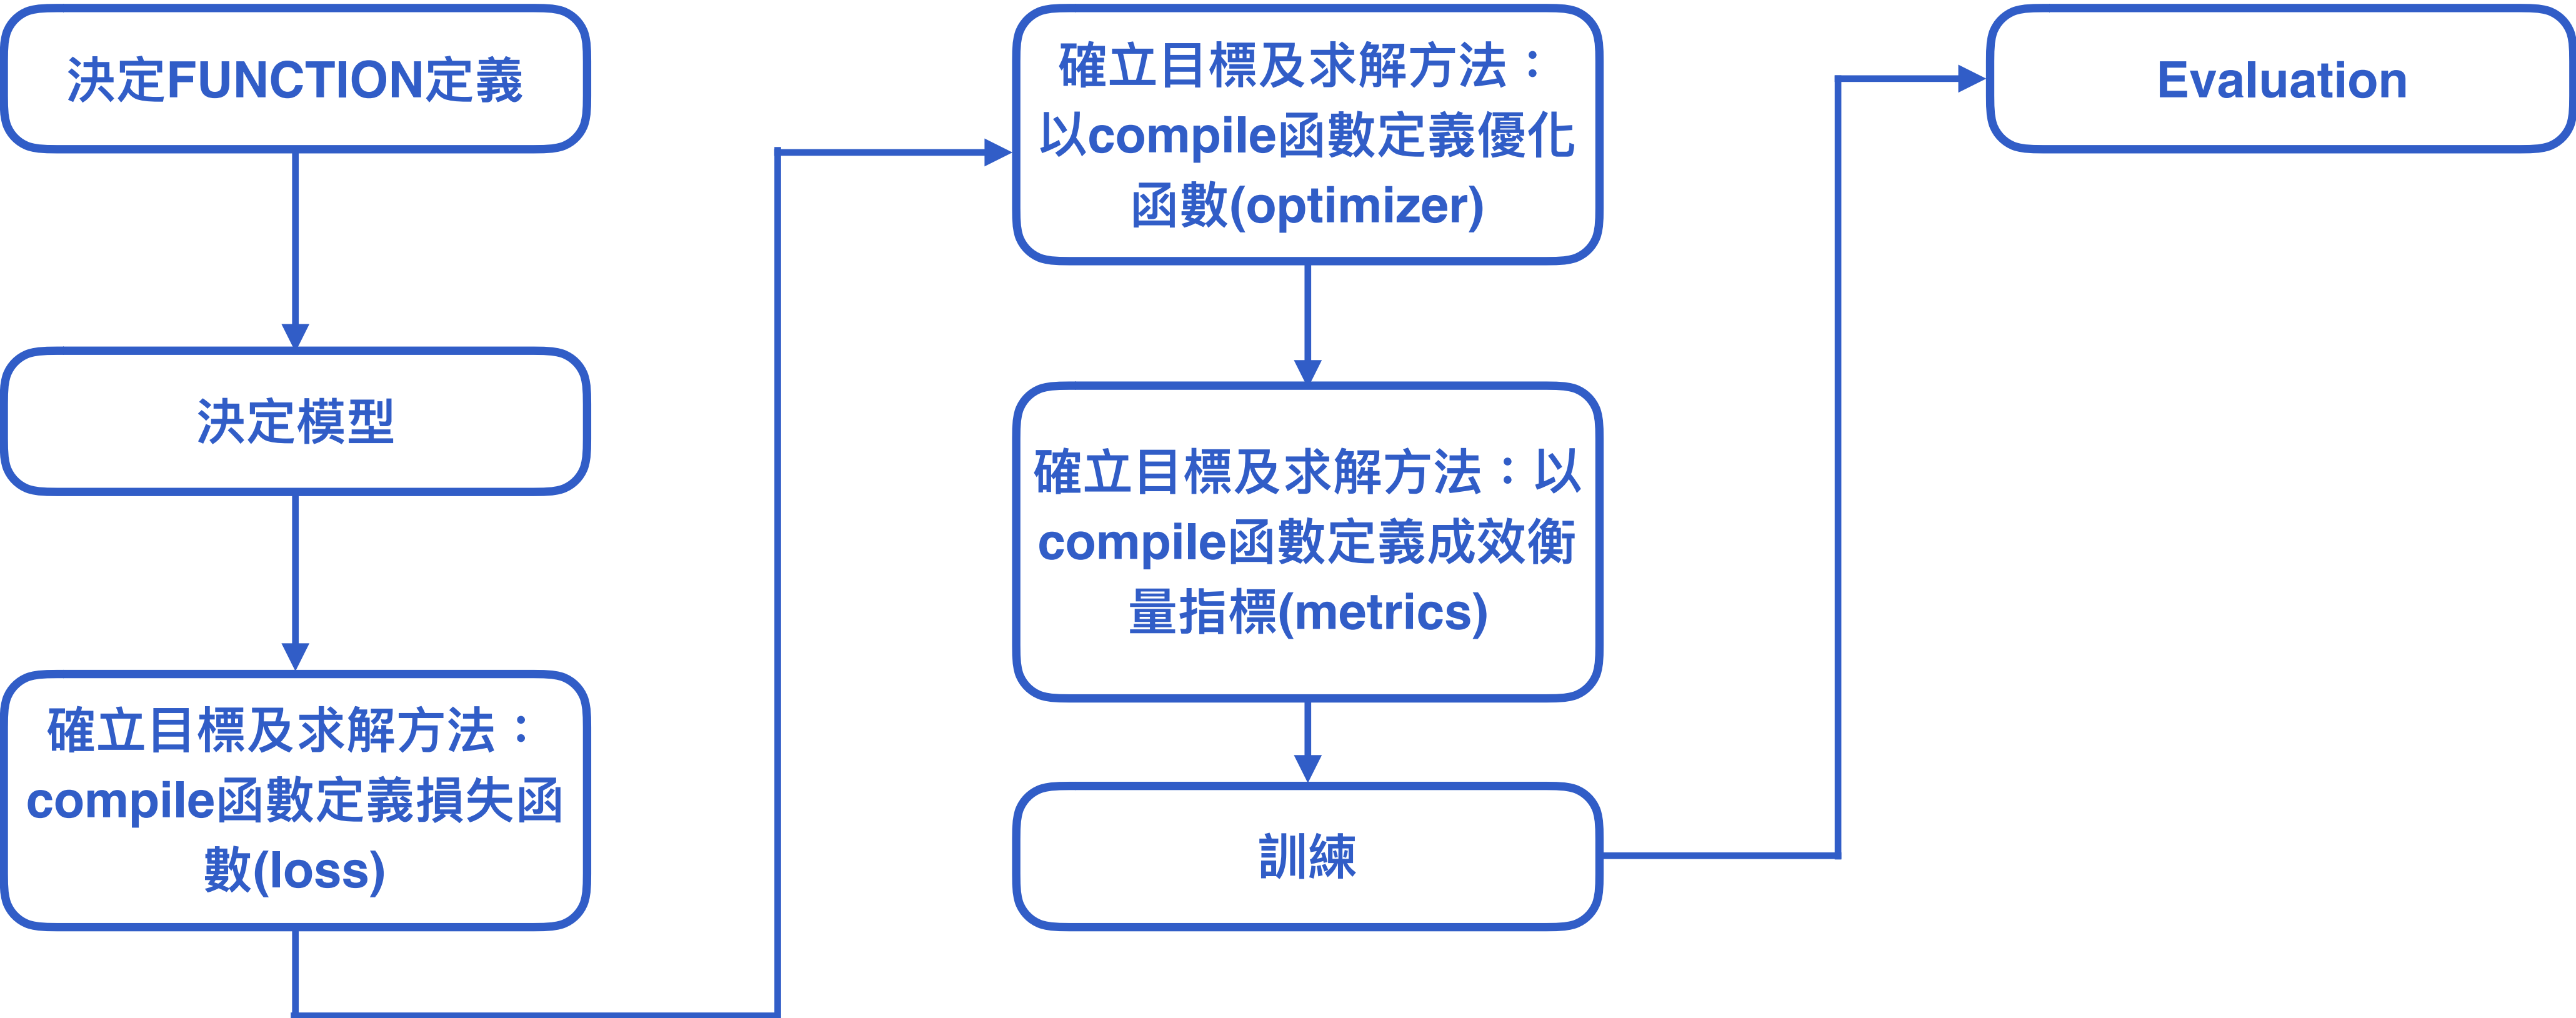 決定FUNCTION定義
決定模型
確立目標及求解方法：
compile函數定義損失函
數(loss)
確立目標及求解方法：
以compile函數定義優化
函數(optimizer)
確立目標及求解方法：以
compile函數定義成效衡
量指標(metrics)
訓練
Evaluation